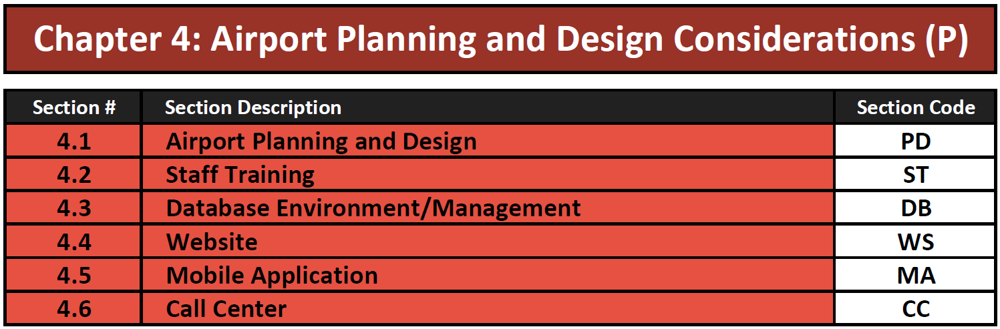 Chapter 4: Airport Planning and Design Considerations (P)
Section # Section Description Section Code
4.1 Airport Planning and Design PD
4.2 Staff Training ST
4.3 Database Environment/Management DB
4.4 Website WS
4.5 Mobile Application MA
4.6 Call Center CC